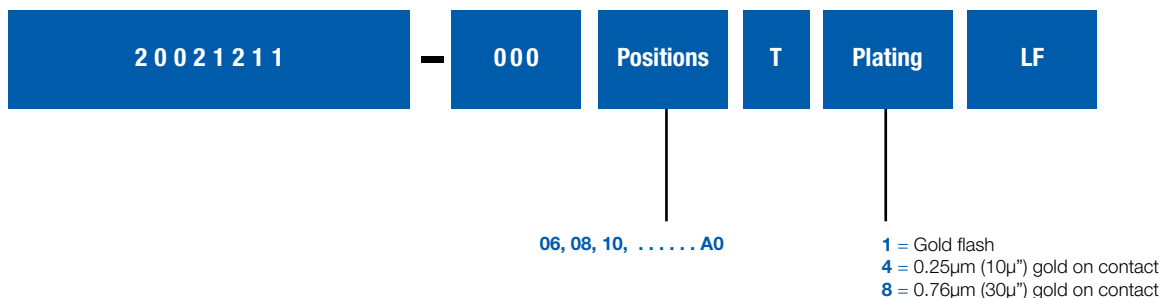 20021211 – 000 Positions T Plating LF
06, 08, 10, . . . . . . A0
1 = Gold flash
4 = 0.25µm (10µ”) gold on contact
8 = 0.76µm (30µ”) gold on contact